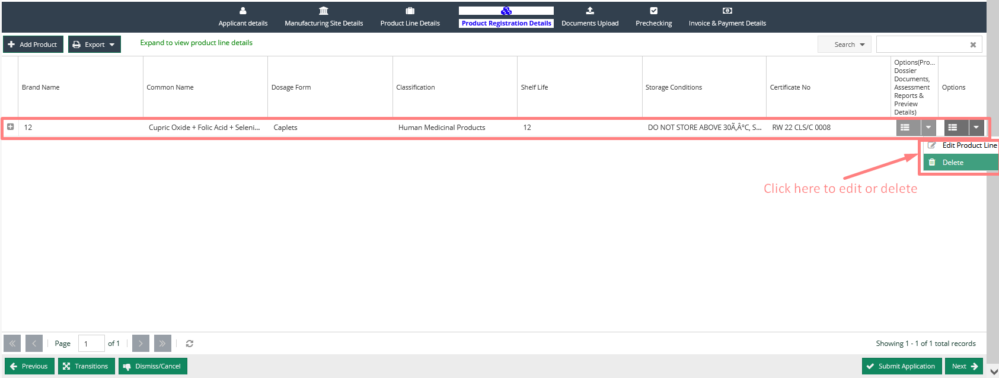 Applicant details
Manufacturing Site Details
Product Line Details
Product Registration Details
Documents Upload
Prechecking
Invoice & Payment Details
Add Product
Export
Expand to view product line details
Search
Brand Name
Common Name
Dosage Form
Classification
Shelf Life
Storage Conditions
Certificate No
Options(Pro...
Dossier
Documents,
Assessment
Reports &
Preview
Details)
Options
12
Cupric Oxide + Folic Acid + Seleni...
Caplets
Human Medicinal Products
12
DO NOT STORE ABOVE 30Ã‚Â°C, S...
RW 22 CLS/C 0008
Edit Product Line
Delete
Click here to edit or delete
Page
1
of 1
Showing 1 - 1 of 1 total records
Previous
Transitions
Dismiss/Cancel
Submit Application
Next